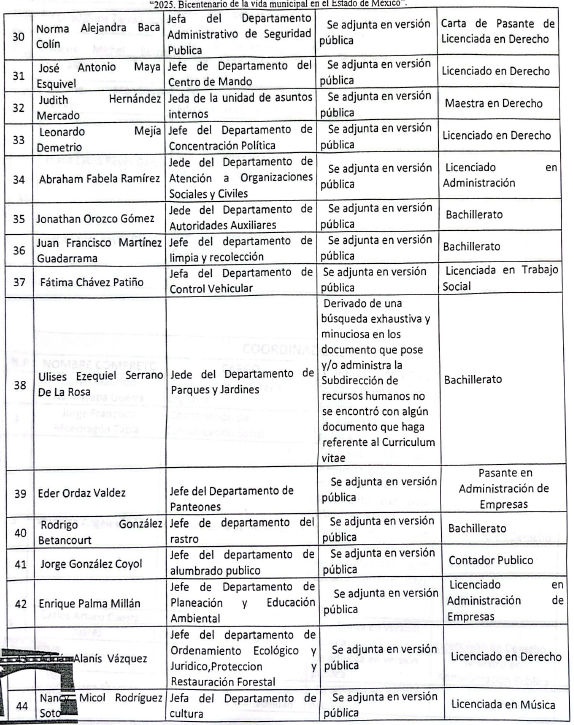 "2025. Bicentenario de la vida municipal en el Estado de México".
30 Norma Alejandra Baca Colín Jefa del Departamento Administrativo de Seguridad Publica Se adjunta en versión pública Carta de Pasante de Licenciada en Derecho
31 José Antonio Maya Esquivel Jefe de Departamento del Centro de Mando Se adjunta en versión pública Licenciado en Derecho
32 Judith Hernández Mercado Jeda de la unidad de asuntos internos Se adjunta en versión pública Maestra en Derecho
33 Leonardo Mejía Demetrio Jefe del Departamento de Concentración Política Se adjunta en versión pública Licenciado en Derecho
34 Abraham Fabela Ramírez Jede del Departamento de Atención a Organizaciones Sociales y Civiles Se adjunta en versión pública Licenciado en Administración
35 Jonathan Orozco Gómez Jede del Departamento de Autoridades Auxiliares Se adjunta en versión pública Bachillerato
36 Juan Francisco Martínez Guadarrama Jefe del departamento de limpia y recolección Se adjunta en versión pública Bachillerato
37 Fátima Chávez Patiño Jefa del Departamento de Control Vehicular Se adjunta en versión pública Licenciada en Trabajo Social
38 Ulises Ezequiel Serrano De La Rosa Jede del Departamento de Parques y Jardines Derivado de una búsqueda exhaustiva y minuciosa en los documento que pose y/o administra la Subdirección de recursos humanos no se encontró con algún documento que haga referente al Curriculum vitae Bachillerato
39 Eder Ordaz Valdez Jefe del Departamento de Panteones Se adjunta en versión pública Pasante en Administración de Empresas
40 Rodrigo González Betancourt Jefe de departamento del rastro Se adjunta en versión pública Bachillerato
41 Jorge González Coyol Jefe del departamento de alumbrado publico Se adjunta en versión pública Contador Publico
42 Enrique Palma Millán Jefe de Departamento de Planeación y Educación Ambiental Se adjunta en versión pública Licenciado en Administración de Empresas
Alanís Vázquez Jefe del departamento de Ordenamiento Ecológico y Juridico,Proteccion y Restauración Forestal Se adjunta en versión pública Licenciado en Derecho
44 Nancy Micol Rodríguez Soto Jefa del Departamento de cultura Se adjunta en versión pública Licenciada en Música